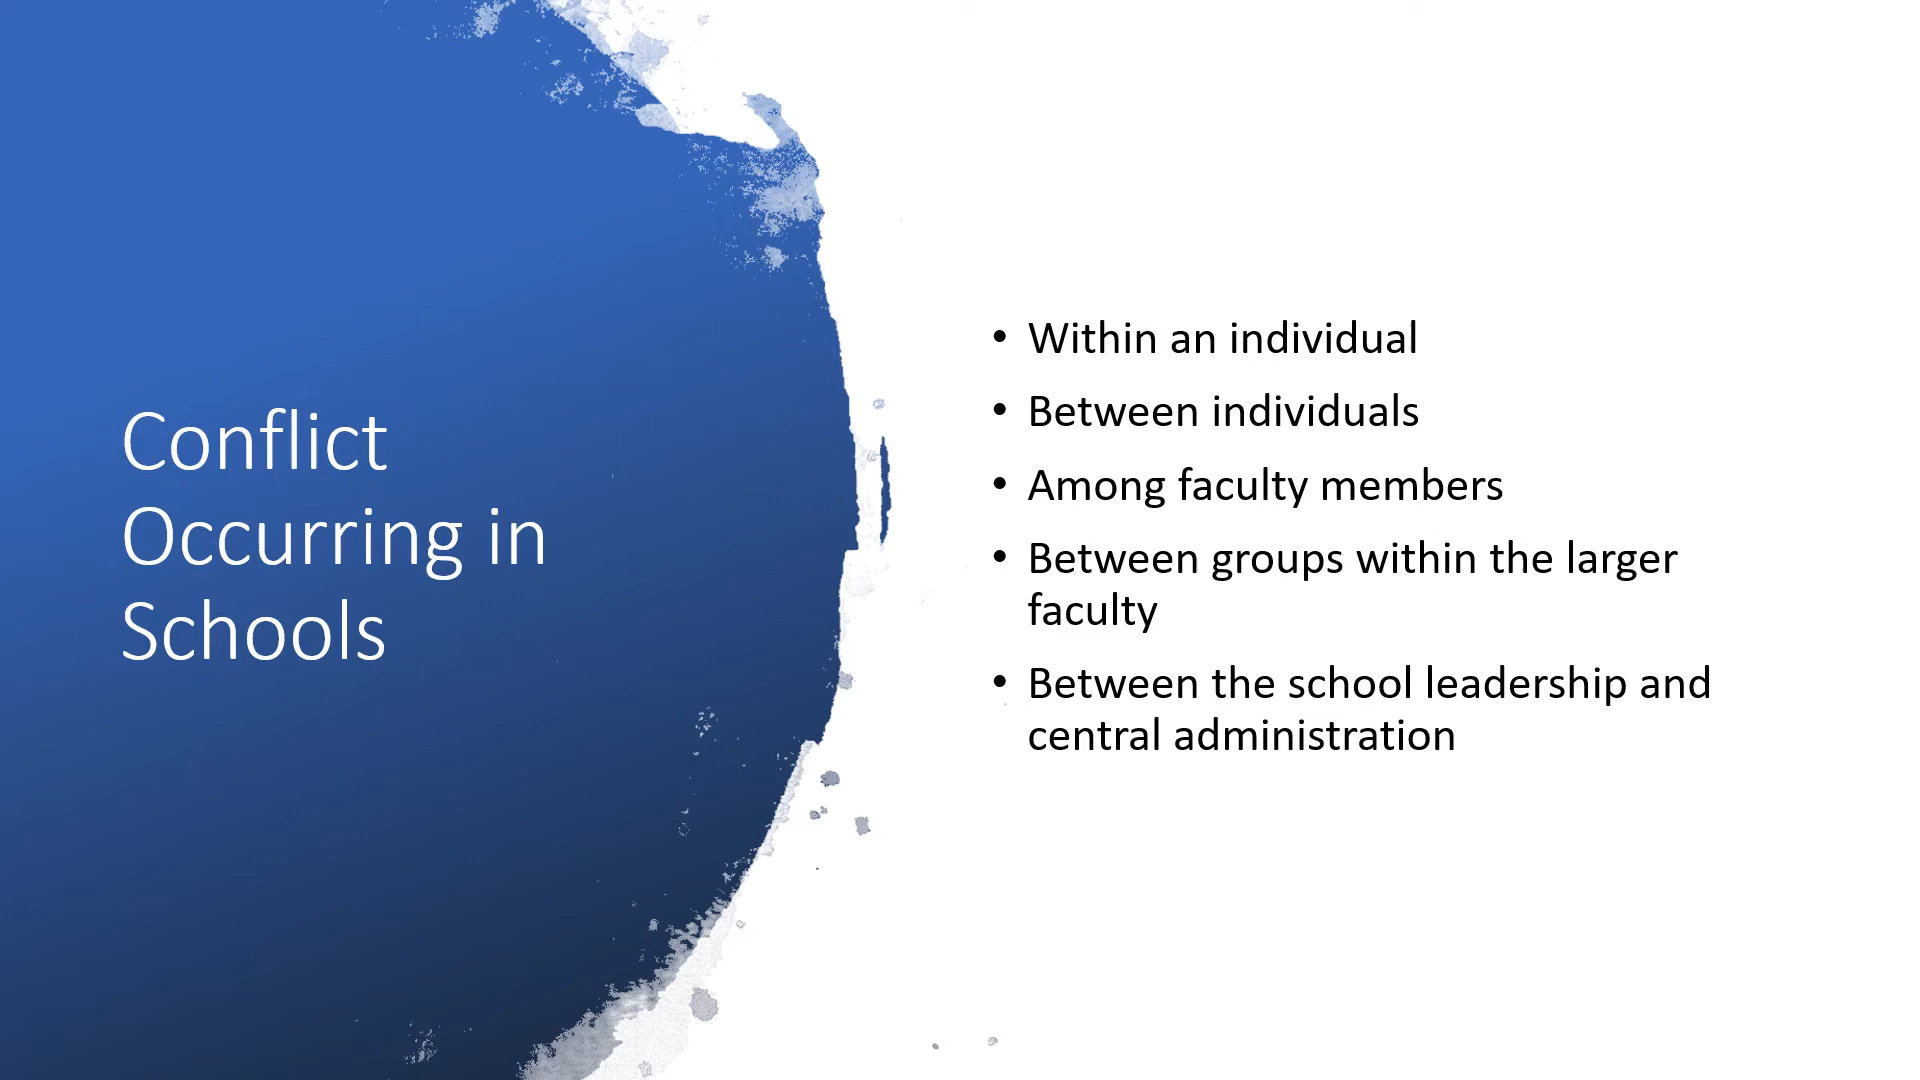 Conflict
Occurring in
Schools
• Within an individual
• Between individuals
• Among faculty members
• Between groups within the larger
faculty
• Between the school leadership and
central administration